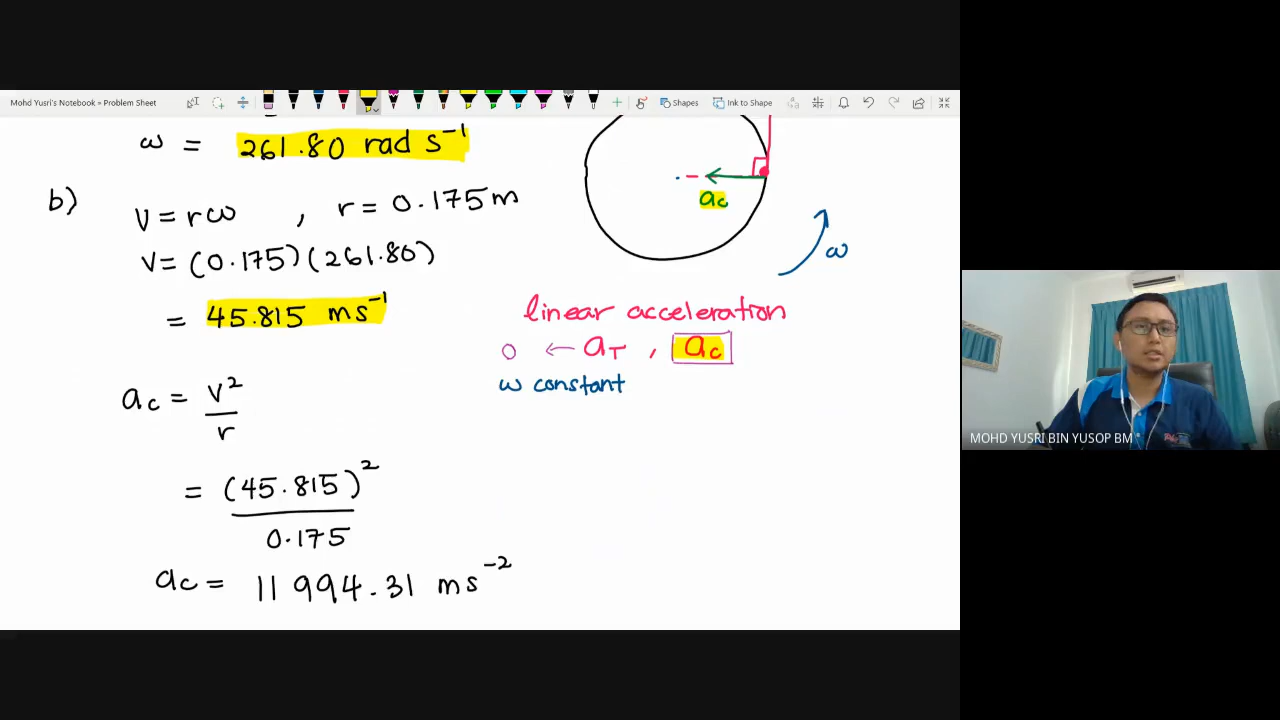 Mohd Yusri's Notebook » Problem Sheet
Shapes
Ink to Shape
ω = 261.80 rad s⁻¹
b) V = rω , r = 0.175 m
V = (0.175)(261.80)
= 45.815 ms⁻¹
ac
ω
linear acceleration
0 ← aT , ac
ω constant
ac = v²/r
= (45.815)²/0.175
ac = 11 994.31 ms⁻²
MOHD YUSRI BIN YUSOP BM